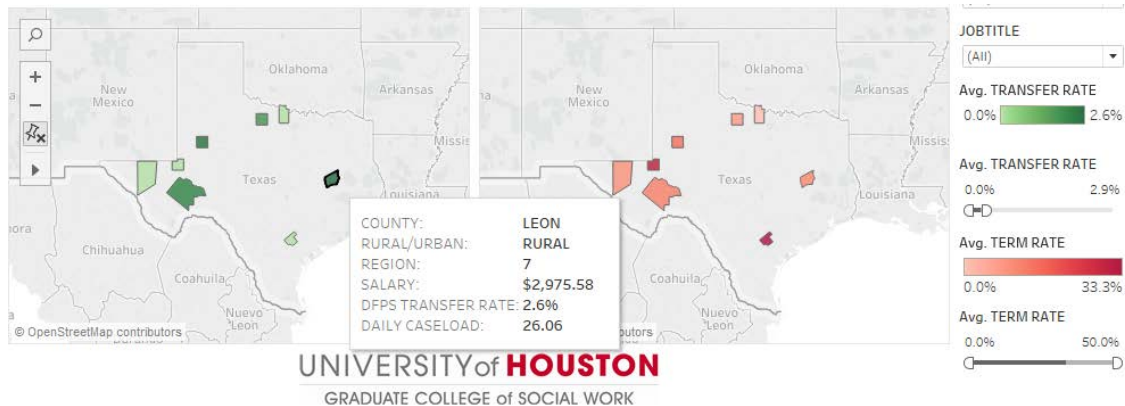 Oklahoma
New
Mexico
Arkansas
Mississ
Texas
Louisiana
ora
Chihuahua
Coahuila
Nuevo
Leon
© OpenStreetMap contributors
COUNTY: LEON
RURAL/URBAN: RURAL
REGION: 7
SALARY: $2,975.58
DFPS TRANSFER RATE: 2.6%
DAILY CASELOAD: 26.06
Oklahoma
New
Mexico
Arkansas
Missis
Texas
Louisiana
Coahuila
Nuevo
Leon
butors
JOBTITLE
(All)
Avg. TRANSFER RATE
0.0% 2.6%
Avg. TRANSFER RATE
0.0% 2.9%
Avg. TERM RATE
0.0% 33.3%
Avg. TERM RATE
0.0% 50.0%
UNIVERSITY of HOUSTON
GRADUATE COLLEGE of SOCIAL WORK